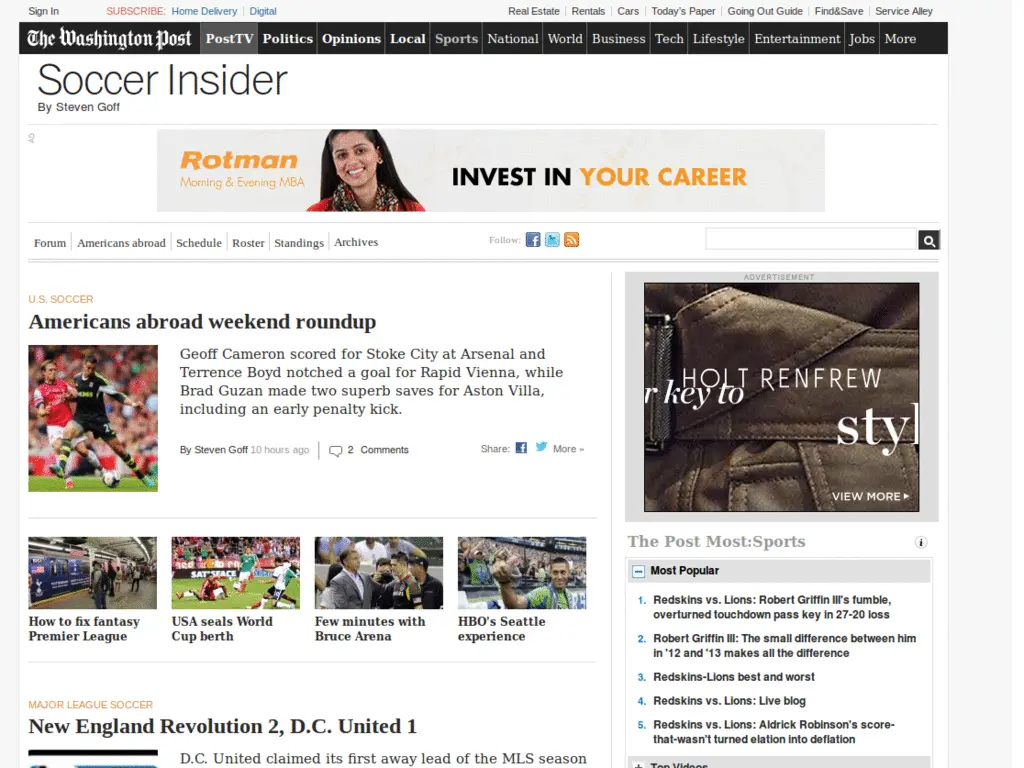 Sign In SUBSCRIBE: Home Delivery | Digital Real Estate | Rentals | Cars | Today's Paper | Going Out Guide | Find&Save | Service Alley
The Washington Post PostTV Politics Opinions Local Sports National World Business Tech Lifestyle Entertainment Jobs More
Soccer Insider
By Steven Goff
AD
Rotman
Morning & Evening MBA
INVEST IN YOUR CAREER
Forum Americans abroad Schedule Roster Standings Archives Follow:
ADVERTISEMENT
HOLT RENFREW
r key to
styl
VIEW MORE
U.S. SOCCER
Americans abroad weekend roundup
Geoff Cameron scored for Stoke City at Arsenal and
Terrence Boyd notched a goal for Rapid Vienna, while
Brad Guzan made two superb saves for Aston Villa,
including an early penalty kick.
By Steven Goff 10 hours ago 2 Comments Share: More »
How to fix fantasy
Premier League
USA seals World
Cup berth
Few minutes with
Bruce Arena
HBO's Seattle
experience
MAJOR LEAGUE SOCCER
New England Revolution 2, D.C. United 1
D.C. United claimed its first away lead of the MLS season
The Post Most:Sports
Most Popular
1. Redskins vs. Lions: Robert Griffin III's fumble,
overturned touchdown pass key in 27-20 loss
2. Robert Griffin III: The small difference between him
in '12 and '13 makes all the difference
3. Redskins-Lions best and worst
4. Redskins vs. Lions: Live blog
5. Redskins vs. Lions: Aldrick Robinson's score-
that-wasn't turned elation into deflation
Top Videos